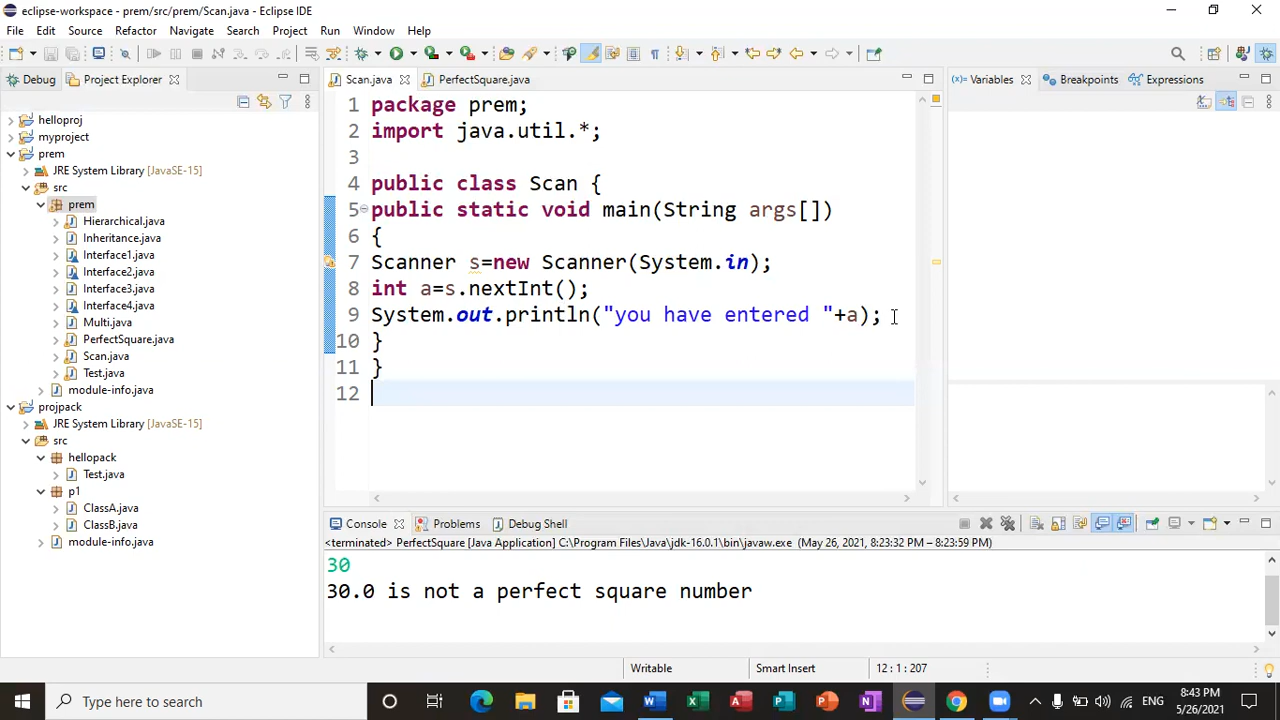 eclipse-workspace - prem/src/prem/Scan.java - Eclipse IDE
File Edit Source Refactor Navigate Search Project Run Window Help
Debug Project Explorer
helloproj
myproject
prem
JRE System Library [JavaSE-15]
src
prem
Hierarchical.java
Inheritance.java
Interface1.java
Interface2.java
Interface3.java
Interface4.java
Multi.java
PerfectSquare.java
Scan.java
Test.java
module-info.java
projpack
JRE System Library [JavaSE-15]
src
hellopack
Test.java
p1
ClassA.java
ClassB.java
module-info.java
Scan.java PerfectSquare.java
1 package prem;
2 import java.util.*;
3
4 public class Scan {
5 public static void main(String args[])
6 {
7 Scanner s=new Scanner(System.in);
8 int a=s.nextInt();
9 System.out.println("you have entered "+a);
10 }
11 }
12
Variables Breakpoints Expressions
Console Problems Debug Shell
<terminated> PerfectSquare [Java Application] C:\Program Files\Java\jdk-16.0.1\bin\javaw.exe (May 26, 2021, 8:23:32 PM – 8:23:59 PM)
30
30.0 is not a perfect square number
Writable Smart Insert 12 : 1 : 207
Type here to search
ENG
8:43 PM
5/26/2021